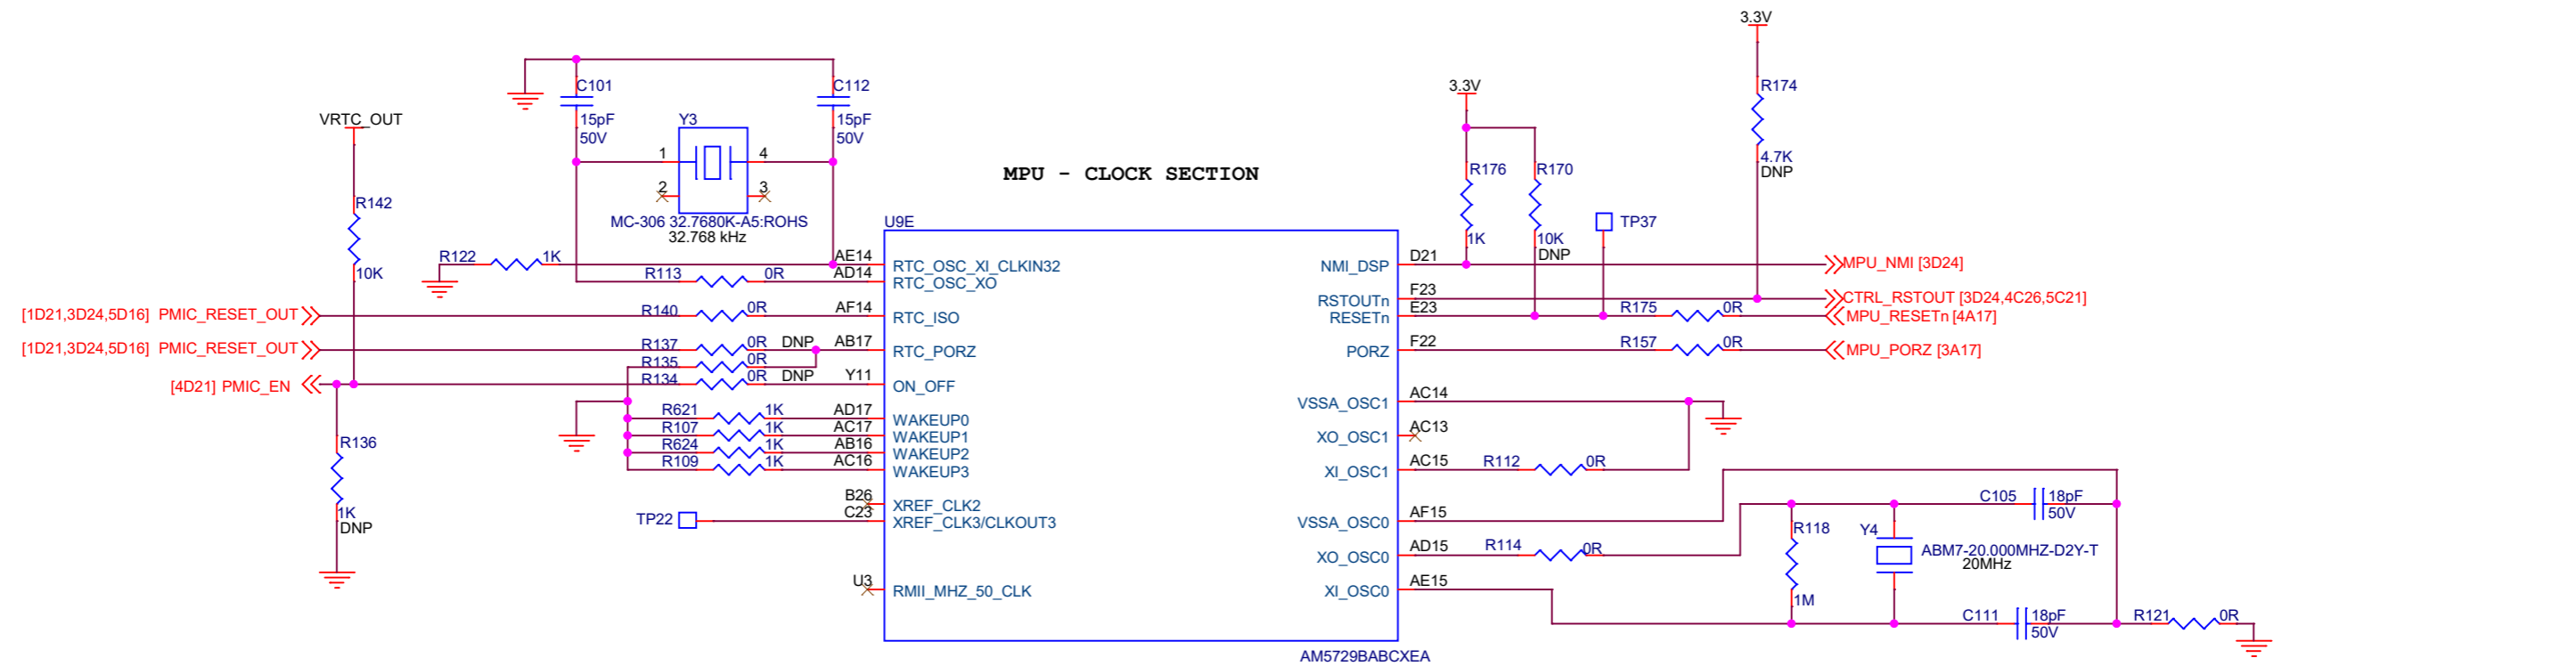 3.3V
R174
4.7K
DNP
C101
15pF
50V
C112
15pF
50V
Y3
1
4
2
3
MC-306 32.7680K-A5:ROHS
32.768 kHz
VRTC_OUT
R142
10K
MPU - CLOCK SECTION
3.3V
R176
1K
R170
10K
DNP
TP37
U9E
R122
1K
AE14
RTC_OSC_XI_CLKIN32
R113
0R
AD14
RTC_OSC_XO
[1D21,3D24,5D16] PMIC_RESET_OUT
R140
0R
AF14
RTC_ISO
[1D21,3D24,5D16] PMIC_RESET_OUT
R137
0R
DNP
AB17
RTC_PORZ
R135
0R
[4D21] PMIC_EN
R134
0R
DNP
Y11
ON_OFF
R621
1K
AD17
WAKEUP0
R107
1K
AC17
WAKEUP1
R624
1K
AB16
WAKEUP2
R109
1K
AC16
WAKEUP3
R136
1K
DNP
B26
XREF_CLK2
TP22
C23
XREF_CLK3/CLKOUT3
U3
RMII_MHZ_50_CLK
NMI_DSP
D21
MPU_NMI [3D24]
RSTOUTn
F23
CTRL_RSTOUT [3D24,4C26,5C21]
RESETn
E23
R175
0R
MPU_RESETn [4A17]
PORZ
F22
R157
0R
MPU_PORZ [3A17]
VSSA_OSC1
AC14
XO_OSC1
AC13
XI_OSC1
AC15
R112
0R
VSSA_OSC0
AF15
XO_OSC0
AD15
R114
0R
XI_OSC0
AE15
R118
1M
Y4
ABM7-20.000MHZ-D2Y-T
20MHz
C105
18pF
50V
C111
18pF
50V
R121
0R
AM5729BABCXEA